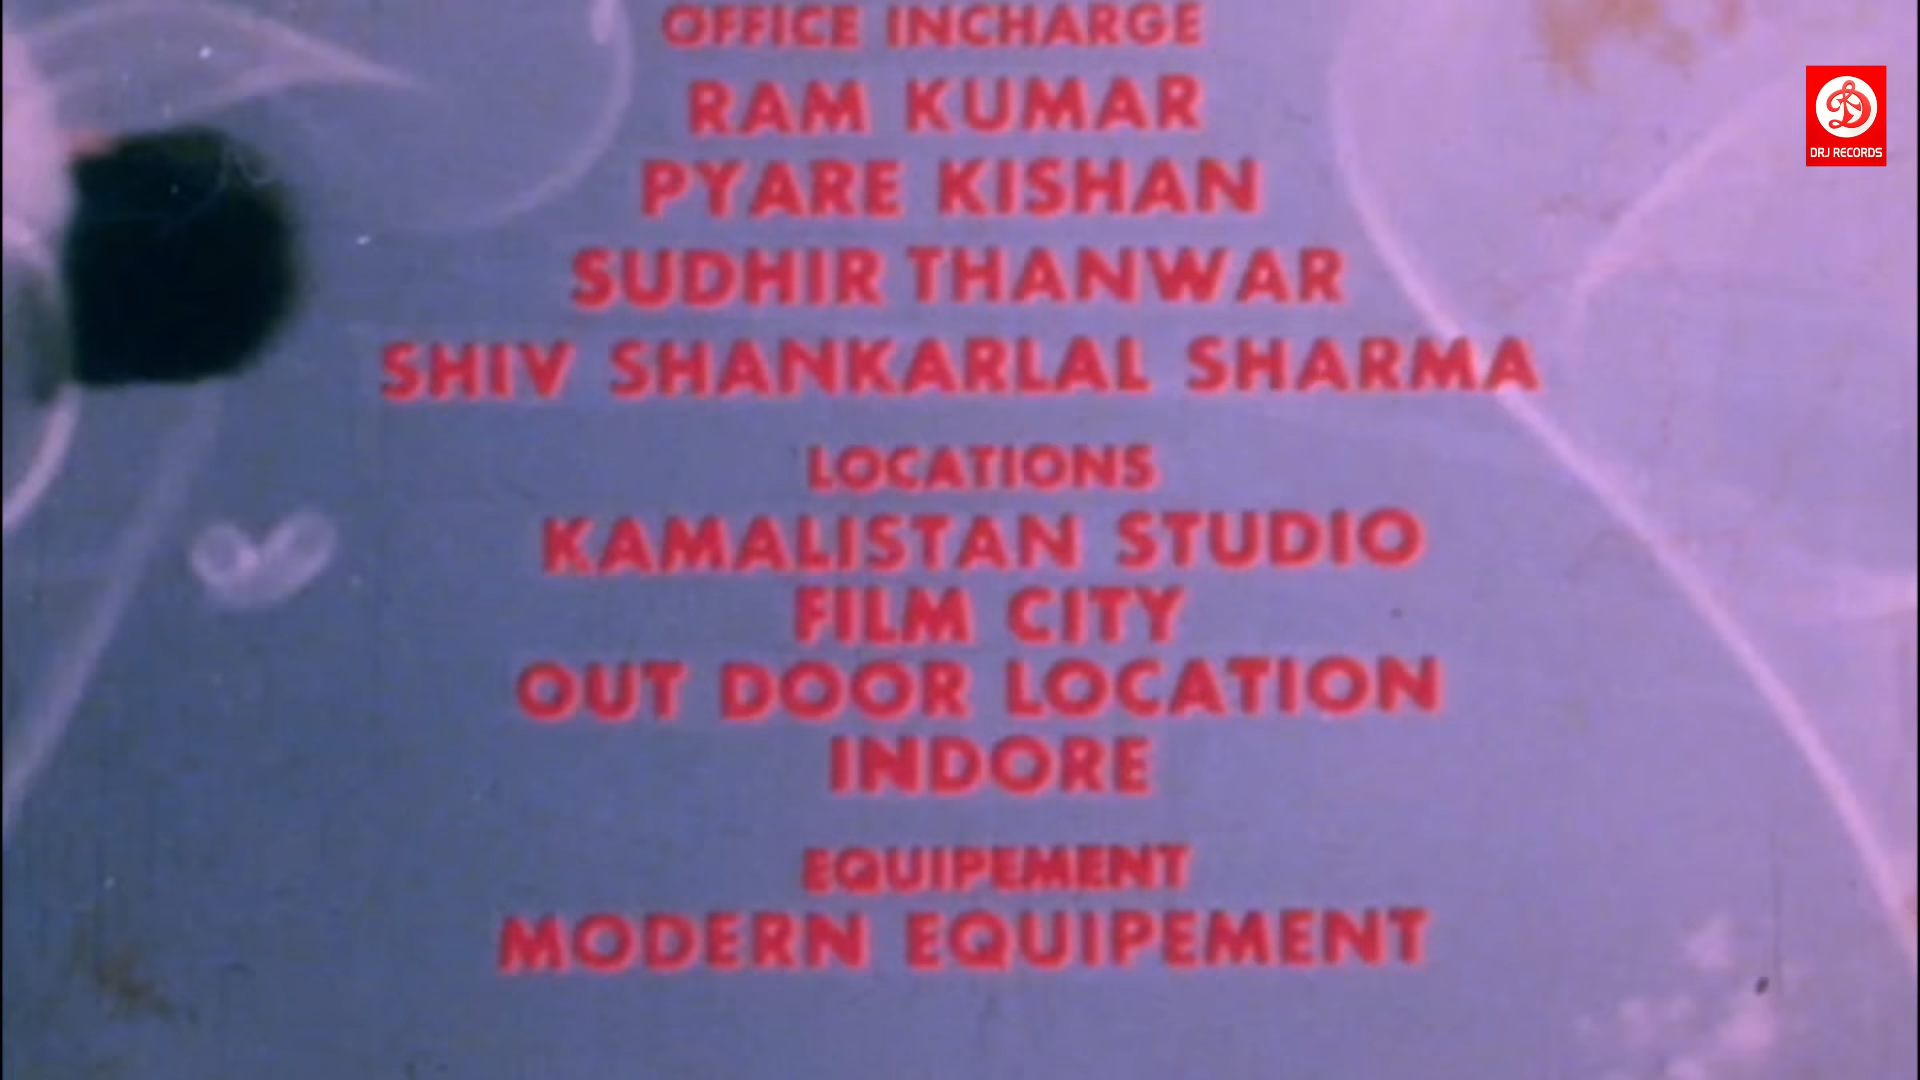 OFFICE INCHARGE
RAM KUMAR
PYARE KISHAN
SUDHIR THANWAR
SHIV SHANKARLAL SHARMA
LOCATIONS
KAMALISTAN STUDIO
FILM CITY
OUT DOOR LOCATION
INDORE
EQUIPEMENT
MODERN EQUIPEMENT
DRJ RECORDS